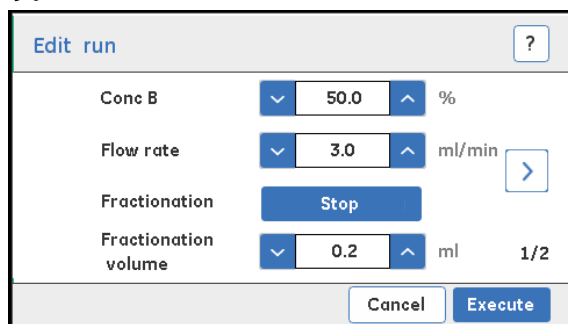 Edit run
?
Conc B 50.0 %
Flow rate 3.0 ml/min
Fractionation Stop
Fractionation
volume 0.2 ml 1/2
Cancel Execute